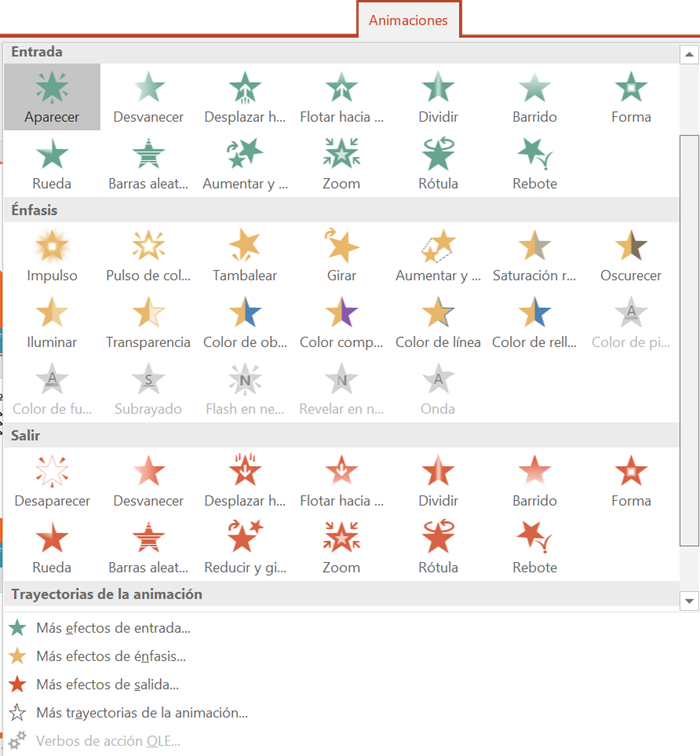 Animaciones
Entrada
Aparecer Desvanecer Desplazar h... Flotar hacia ... Dividir Barrido Forma
Rueda Barras aleat... Aumentar y ... Zoom Rótula Rebote
Énfasis
Impulso Pulso de col... Tambalear Girar Aumentar y ... Saturación r... Oscurecer
Iluminar Transparencia Color de ob... Color comp... Color de línea Color de rell... Color de pi...
Color de fu... Subrayado Flash en ne... Revelar en n... Onda
Salir
Desaparecer Desvanecer Desplazar h... Flotar hacia ... Dividir Barrido Forma
Rueda Barras aleat... Reducir y gi... Zoom Rótula Rebote
Trayectorias de la animación
Más efectos de entrada...
Más efectos de énfasis...
Más efectos de salida...
Más trayectorias de la animación...
Verbos de acción OLE...